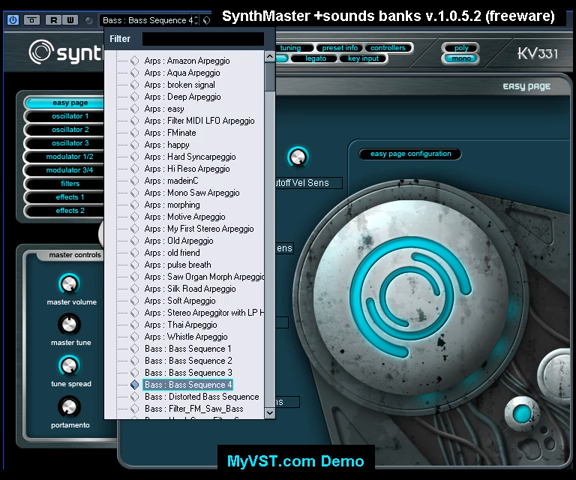 R W
Bass : Bass Sequence 4
SynthMaster +sounds banks v.1.0.5.2 (freeware)
Filter
tuning preset info controllers
legato key input
poly
mono
KV331
synth
EASY PAGE
easy page
oscillator 1
oscillator 2
oscillator 3
modulator 1/2
modulator 3/4
filters
effects 1
effects 2
Arps : Amazon Arpeggio
Arps : Aqua Arpeggio
Arps : broken signal
Arps : Deep Arpeggio
Arps : easy
Arps : Filter MIDI LFO Arpeggio
Arps : FMinate
Arps : happy
Arps : Hard Syncarpeggio
Arps : Hi Reso Arpeggio
Arps : madeinC
Arps : Mono Saw Arpeggio
Arps : morphing
Arps : Motive Arpeggio
Arps : My First Stereo Arpeggio
Arps : Old Arpeggio
Arps : old friend
Arps : pulse breath
Arps : Saw Organ Morph Arpeggio
Arps : Silk Road Arpeggio
Arps : Soft Arpeggio
Arps : Stereo Arpeggitor with LP H
Arps : Thai Arpeggio
Arps : Whistle Arpeggio
Bass : Bass Sequence 1
Bass : Bass Sequence 2
Bass : Bass Sequence 3
Bass : Bass Sequence 4
Bass : Distorted Bass Sequence
Bass : Filter_FM_Saw_Bass
easy page configuration
utoff Vel Sens
ens
ens
master controls
master volume
master tune
tune spread
portamento
MyVST.com Demo